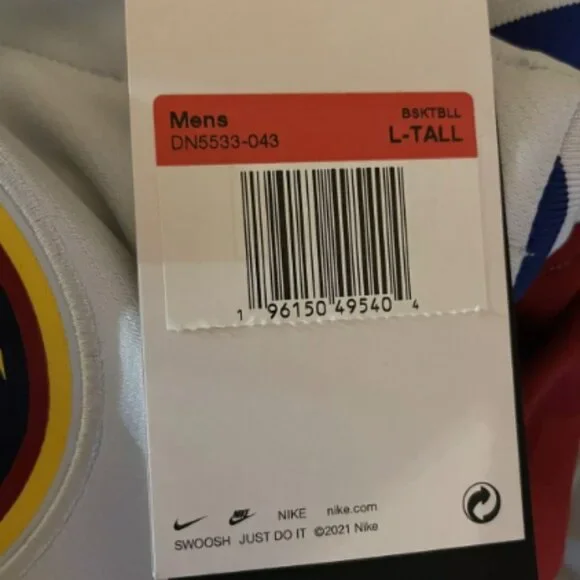 Mens
DN5533-043
BSKTBLL
L-TALL
1 96150 49540 4
NIKE nike.com
SWOOSH JUST DO IT ©2021 Nike